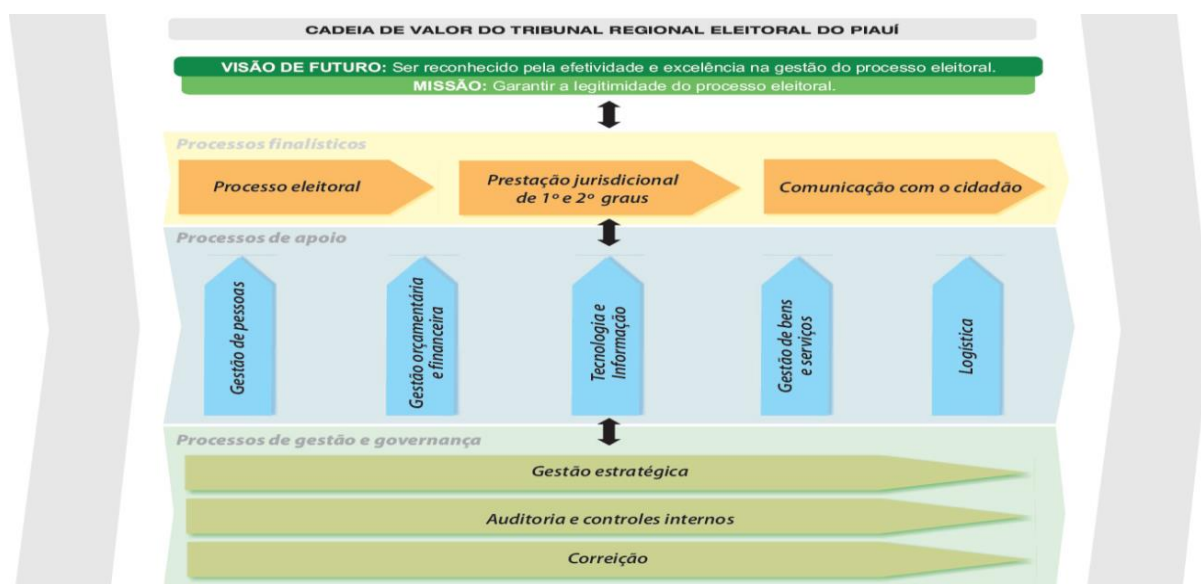 CADEIA DE VALOR DO TRIBUNAL REGIONAL ELEITORAL DO PIAUÍ
VISÃO DE FUTURO: Ser reconhecido pela efetividade e excelência na gestão do processo eleitoral.
MISSÃO: Garantir a legitimidade do processo eleitoral.
Processos finalísticos
Processo eleitoral
Prestação jurisdicional
de 1º e 2º graus
Comunicação com o cidadão
Processos de apoio
Gestão de pessoas
Gestão orçamentária
e financeira
Tecnologia e
Informação
Gestão de bens
e serviços
Logística
Processos de gestão e governança
Gestão estratégica
Auditoria e controles internos
Correição